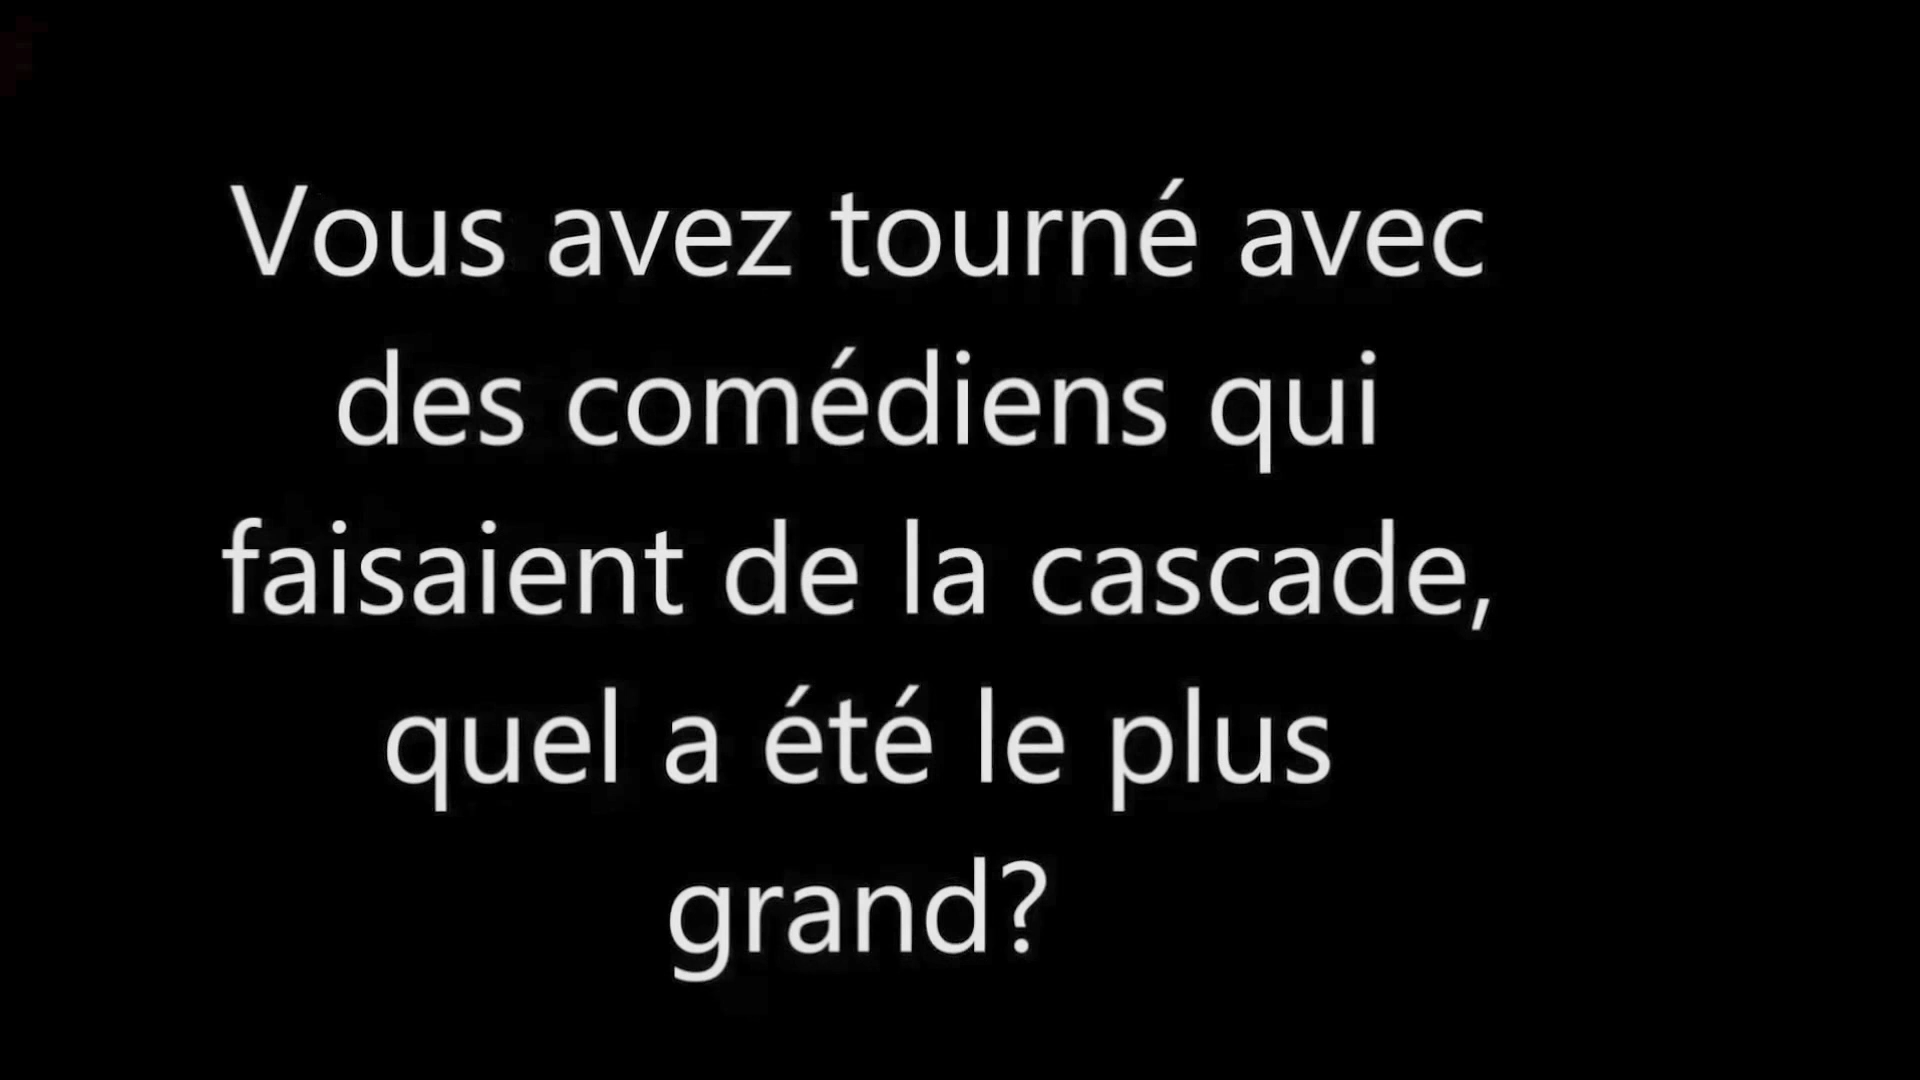 Vous avez tourné avec
des comédiens qui
faisaient de la cascade,
quel a été le plus
grand?